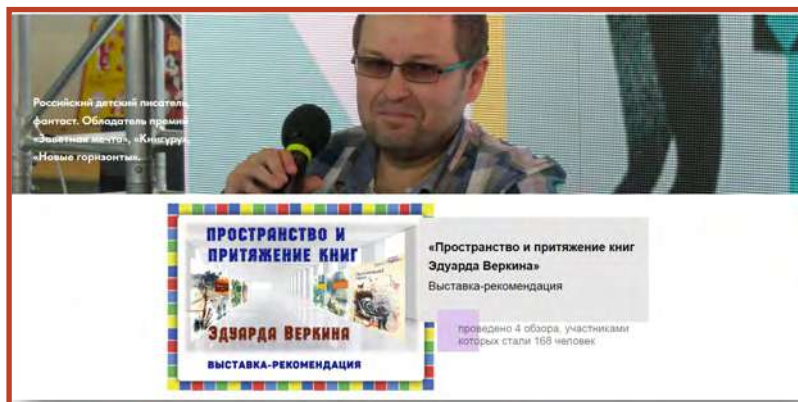 Российский детский писатель,
фантаст. Обладатель премий
«Заветная мечта», «Книгуру»,
«Новые горизонты».
ПРОСТРАНСТВО И
ПРИТЯЖЕНИЕ КНИГ
ЭДУАРДА ВЕРКИНА
ВЫСТАВКА-РЕКОМЕНДАЦИЯ
«Пространство и притяжение книг
Эдуарда Веркина»
Выставка-рекомендация
проведено 4 обзора, участниками
которых стали 168 человек